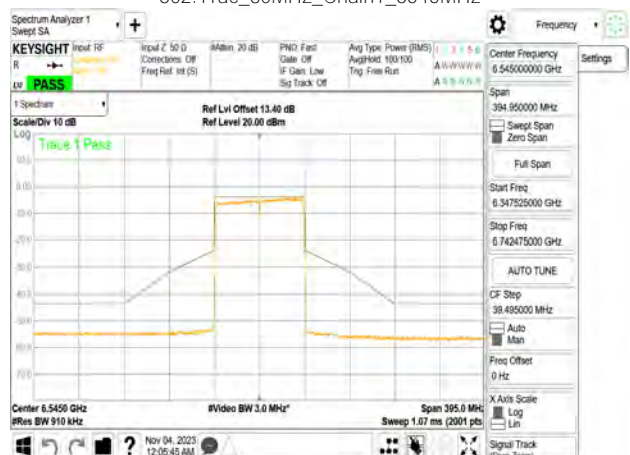 Spectrum Analyzer 1
Swept SA
Frequency
Settings
KEYSIGHT Input: RF
Input Z: 50 Ω
#Atten: 20 dB
PNO: Fast
Avg Type: Power (RMS)
R
Corrections: Off
Gate: Off
Avg|Hold: 100/100
Freq Ref: Int (S)
IF Gain: Low
Trig: Free Run
PASS
Sig Track: Off
1 Spectrum
Ref Lvl Offset 13.40 dB
Scale/Div 10 dB
Ref Level 20.00 dBm
Log
Trace 1 Pass
Center 6.5450 GHz
#Video BW 3.0 MHz*
Span 395.0 MHz
#Res BW 910 kHz
Sweep 1.07 ms (2001 pts
Nov 04, 2023
12:05:45 AM
Center Frequency
6.545000000 GHz
Span
394.950000 MHz
Swept Span
Zero Span
Full Span
Start Freq
6.347525000 GHz
Stop Freq
6.742475000 GHz
AUTO TUNE
CF Step
39.495000 MHz
Auto
Man
Freq Offset
0 Hz
X Axis Scale
Log
Lin
Signal Track